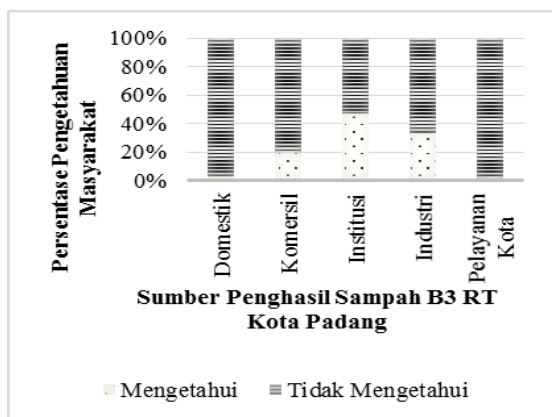 Persentase Pengetahuan
Masyarakat
100%
80%
60%
40%
20%
0%
Domestik
Komersil
Institusi
Industri
Pelayanan
Kota
Sumber Penghasil Sampah B3 RT
Kota Padang
Mengetahui
Tidak Mengetahui